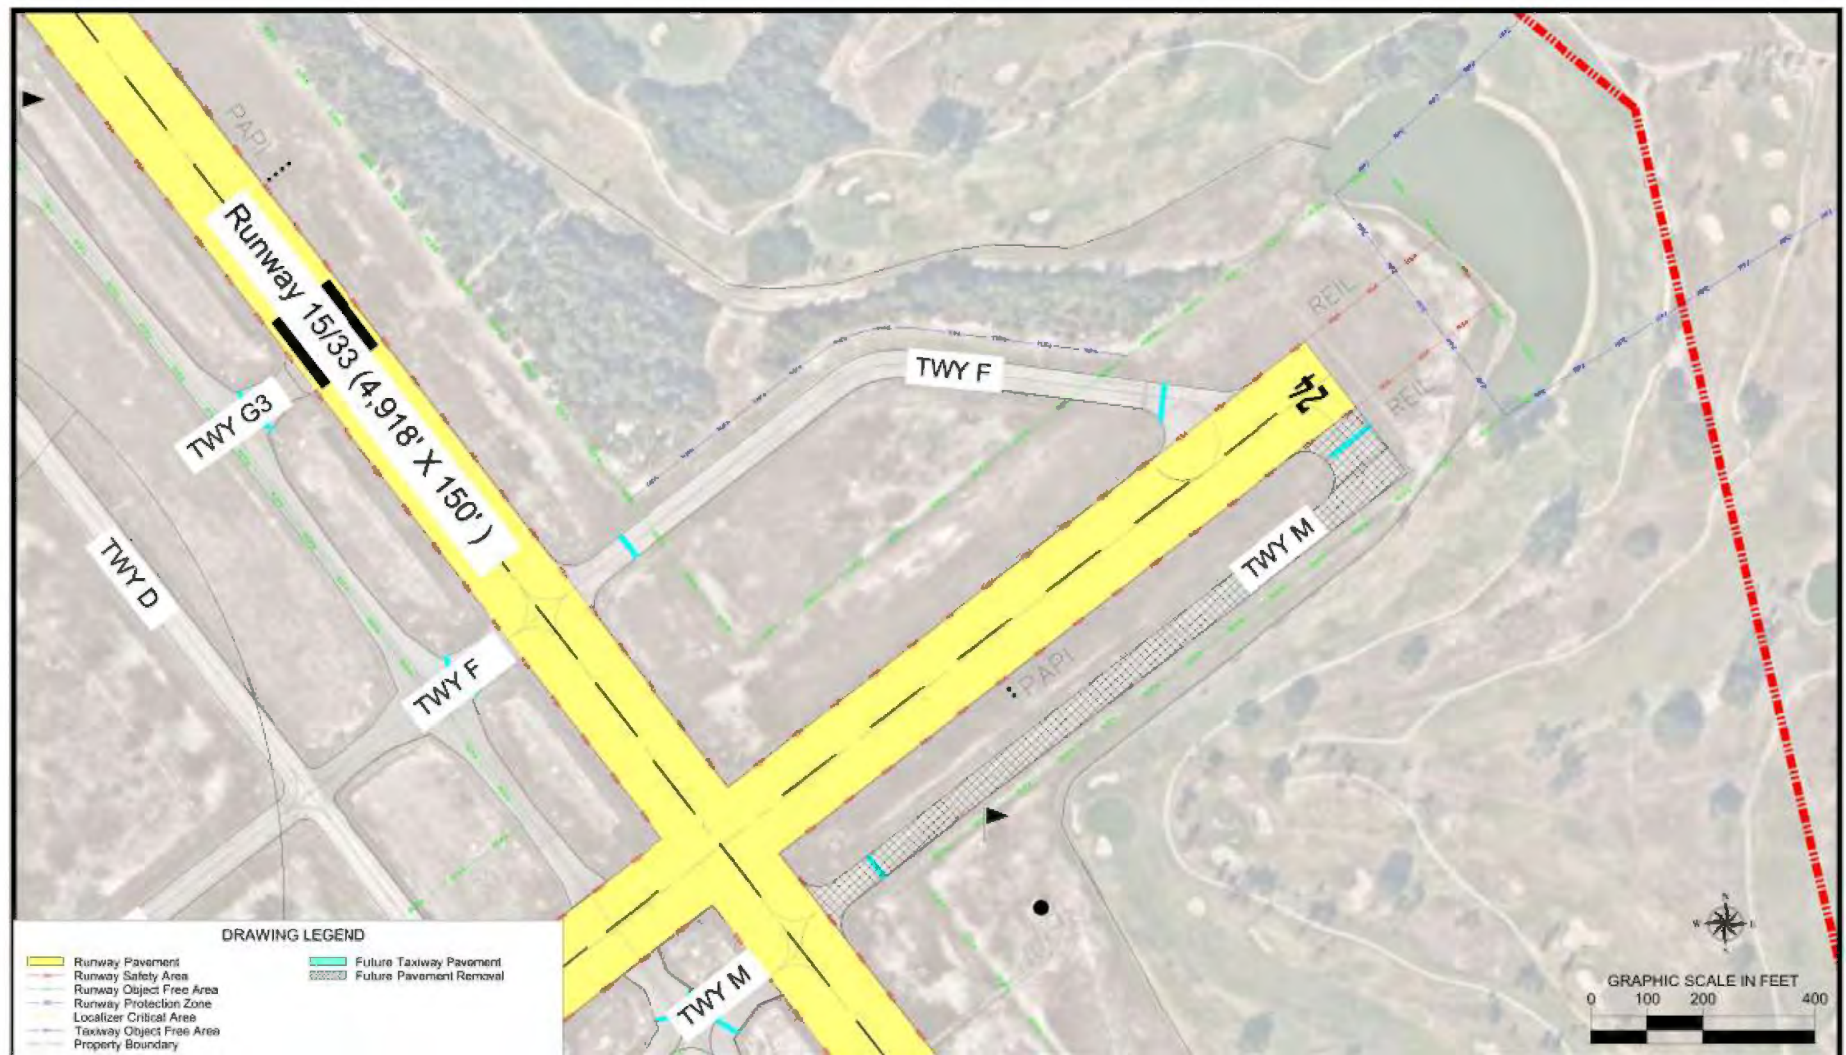 PAPI
Runway 15/33 (4,918' X 150' )
REIL
TWY F
24
REIL
TWY G3
TWY D
TWY M
TWY F
PAPI
TWY M
N
W
E
DRAWING LEGEND
Runway Pavement
Runway Safety Area
Runway Object Free Area
Runway Protection Zone
Localizer Critical Area
Taxiway Object Free Area
Property Boundary
Future Taxiway Pavement
Future Pavement Removal
GRAPHIC SCALE IN FEET
0 100 200 400